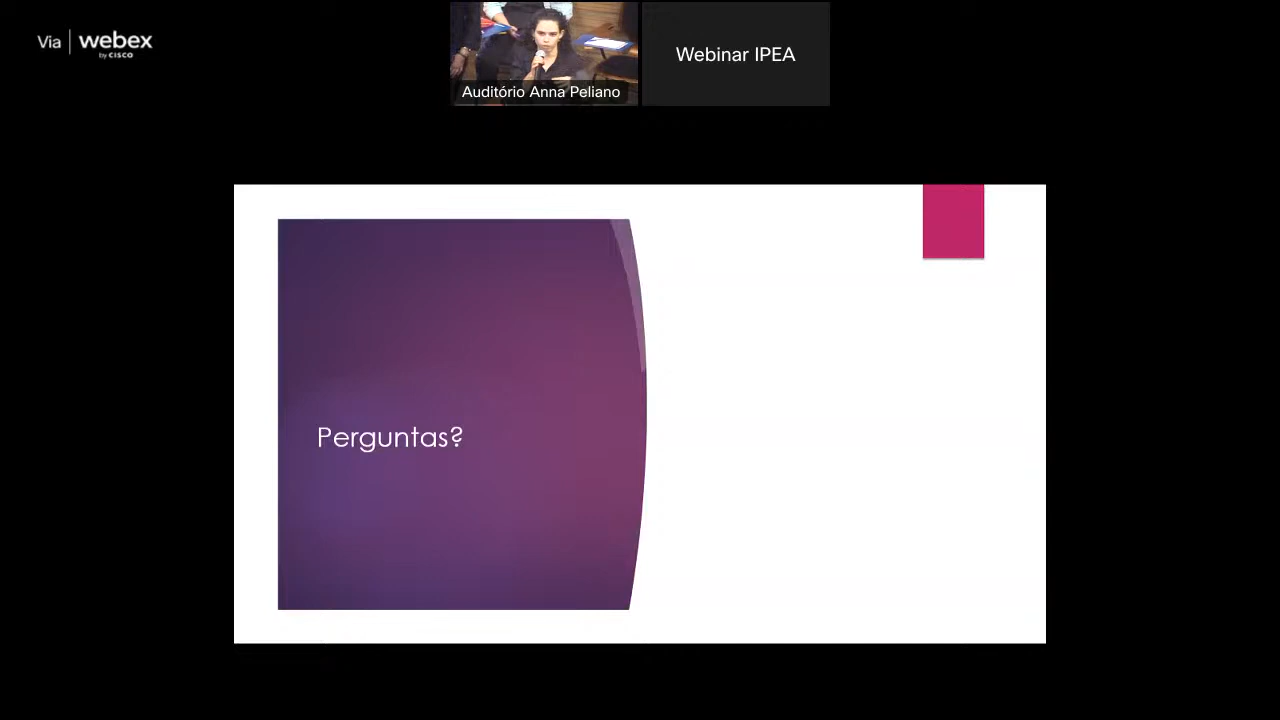 Via webex
by CISCO
Auditório Anna Peliano
Webinar IPEA
Perguntas?